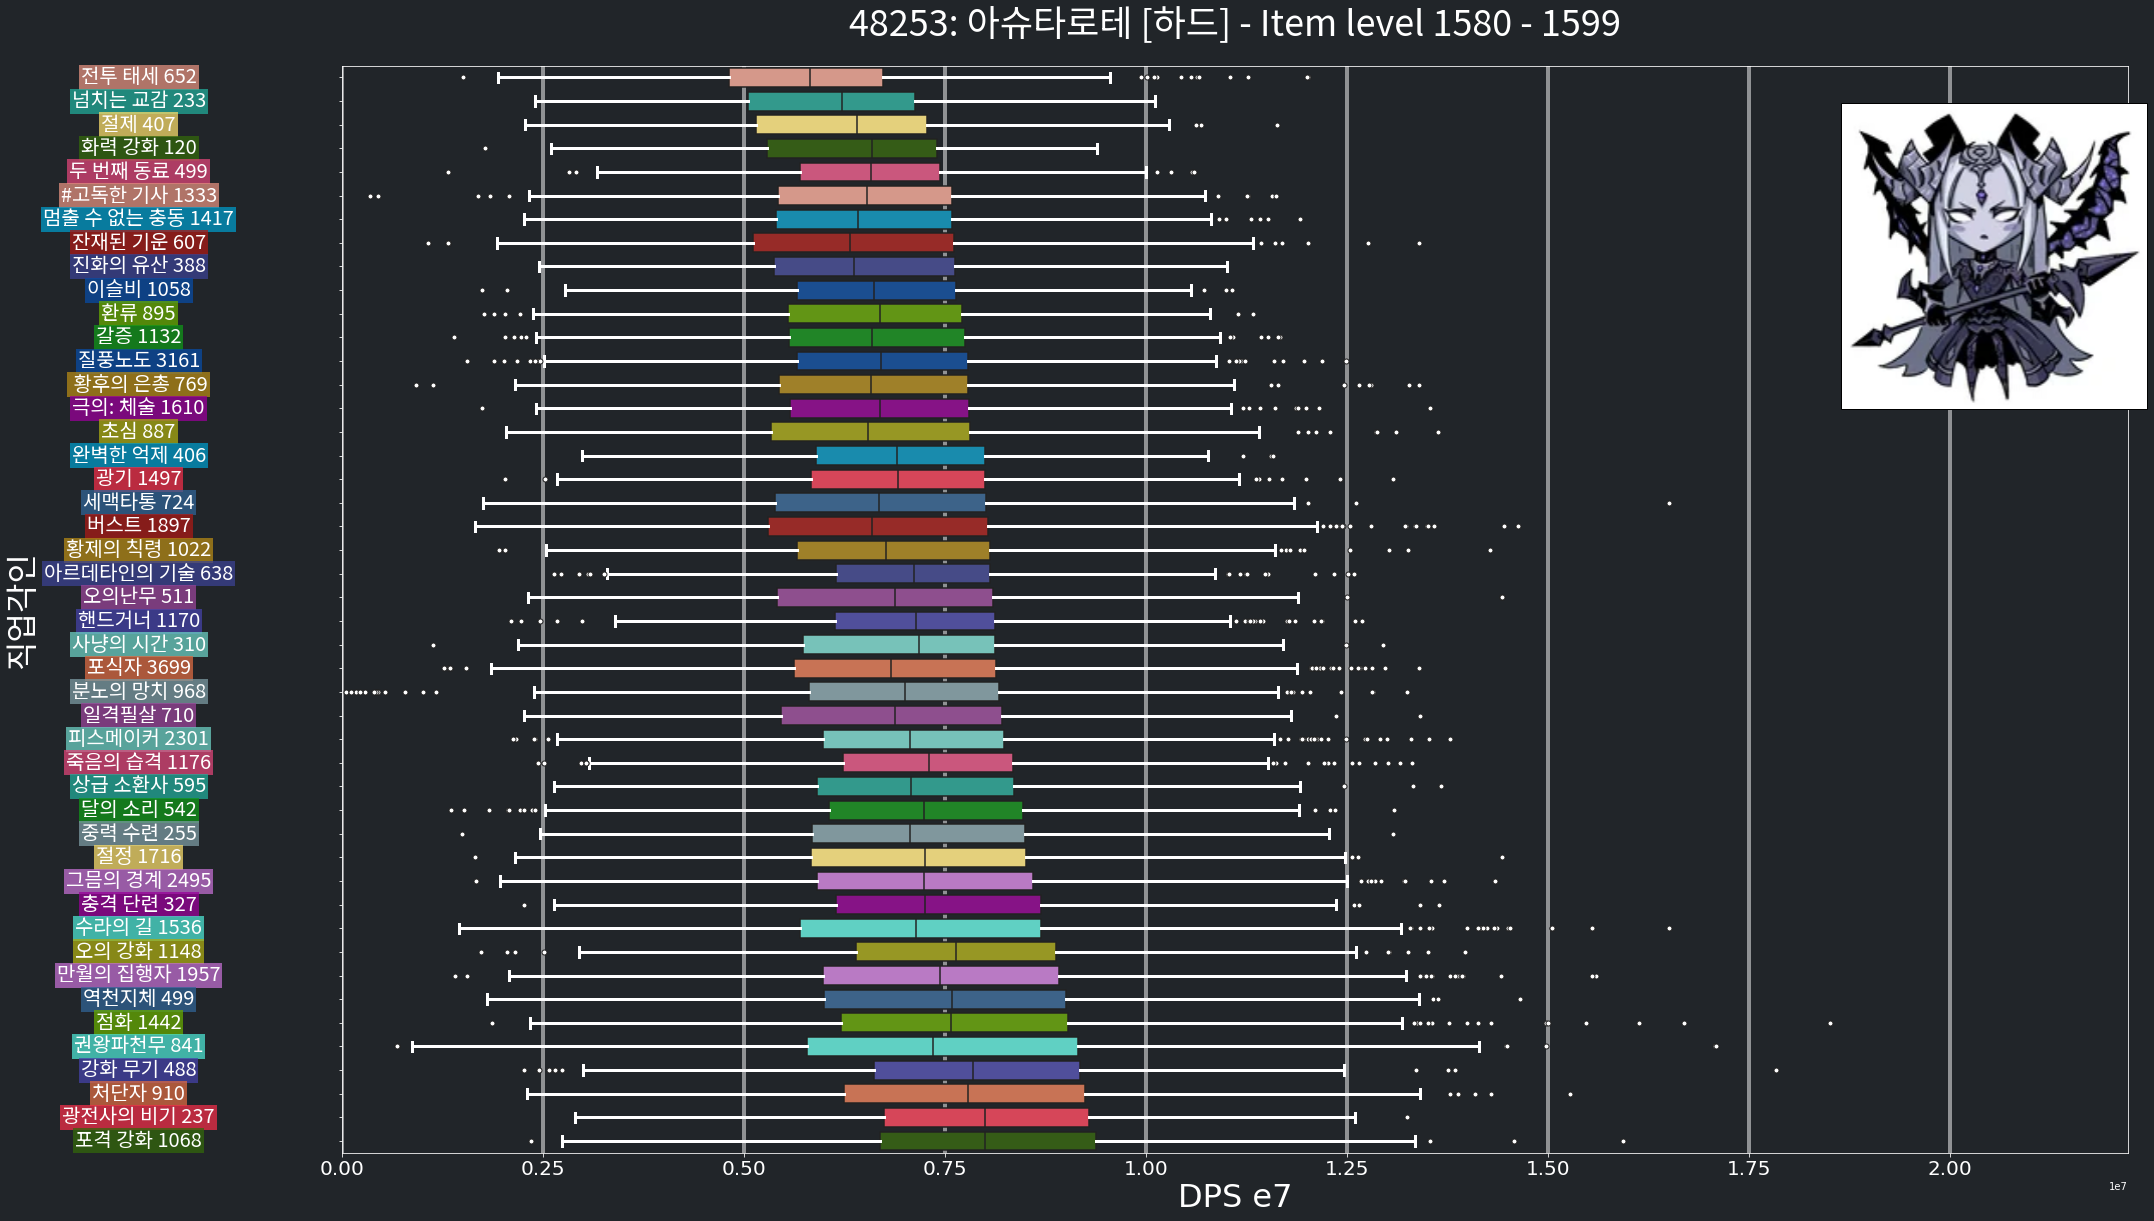 48253: 아슈타로테 [하드] - Item level 1580 - 1599
전투 태세 652
넘치는 교감 233
절제 407
화력 강화 120
두 번째 동료 499
#고독한 기사 1333
멈출 수 없는 충동 1417
잔재된 기운 607
진화의 유산 388
이슬비 1058
환류 895
갈증 1132
질풍노도 3161
황후의 은총 769
극의: 체술 1610
초심 887
완벽한 억제 406
광기 1497
세맥타통 724
버스트 1897
황제의 칙령 1022
아르데타인의 기술 638
오의난무 511
핸드거너 1170
사냥의 시간 310
포식자 3699
분노의 망치 968
일격필살 710
피스메이커 2301
죽음의 습격 1176
상급 소환사 595
달의 소리 542
중력 수련 255
절정 1716
그믐의 경계 2495
충격 단련 327
수라의 길 1536
오의 강화 1148
만월의 집행자 1957
역천지체 499
점화 1442
권왕파천무 841
강화 무기 488
처단자 910
광전사의 비기 237
포격 강화 1068
직업각인
0.00 0.25 0.50 0.75 1.00 1.25 1.50 1.75 2.00
DPS e7
1e7